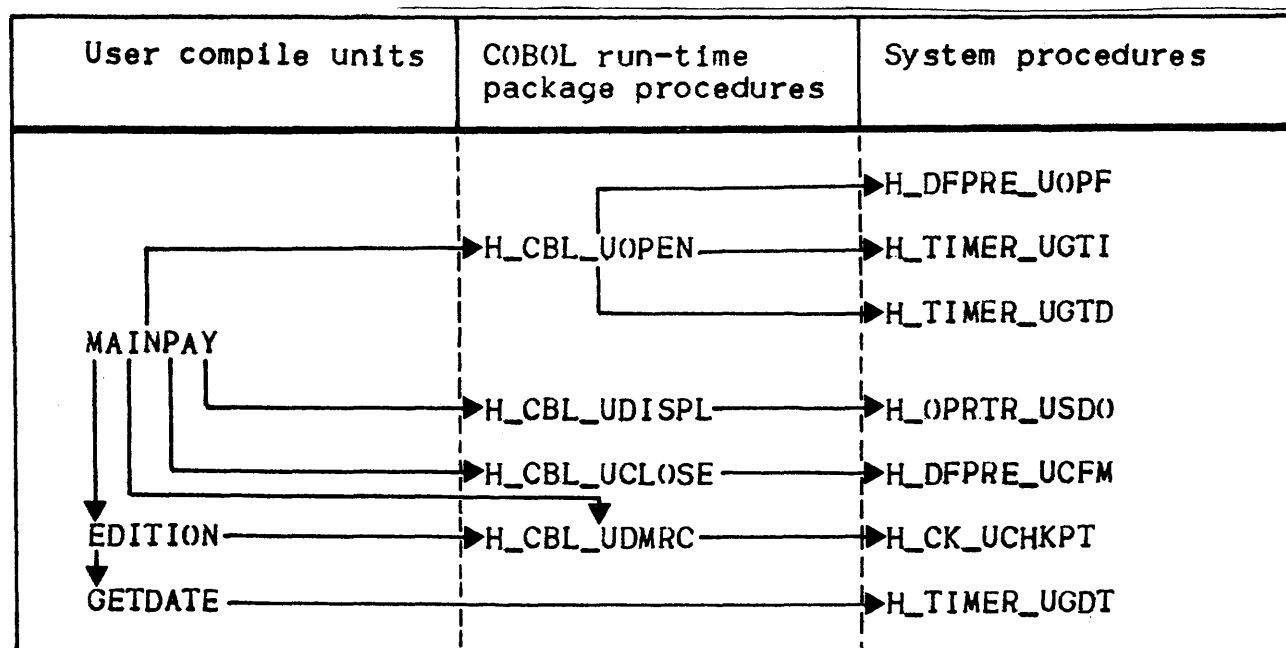 User compile units
COBOL run-time
package procedures
System procedures
H_DFPRE_UOPF
H_CBL_UOPEN
H_TIMER_UGTI
H_TIMER_UGTD
MAINPAY
H_CBL_UDISPL
H_OPRTR_USDO
H_CBL_UCLOSE
H_DFPRE_UCFM
EDITION
H_CBL_UDMRC
H_CK_UCHKPT
GETDATE
H_TIMER_UGDT